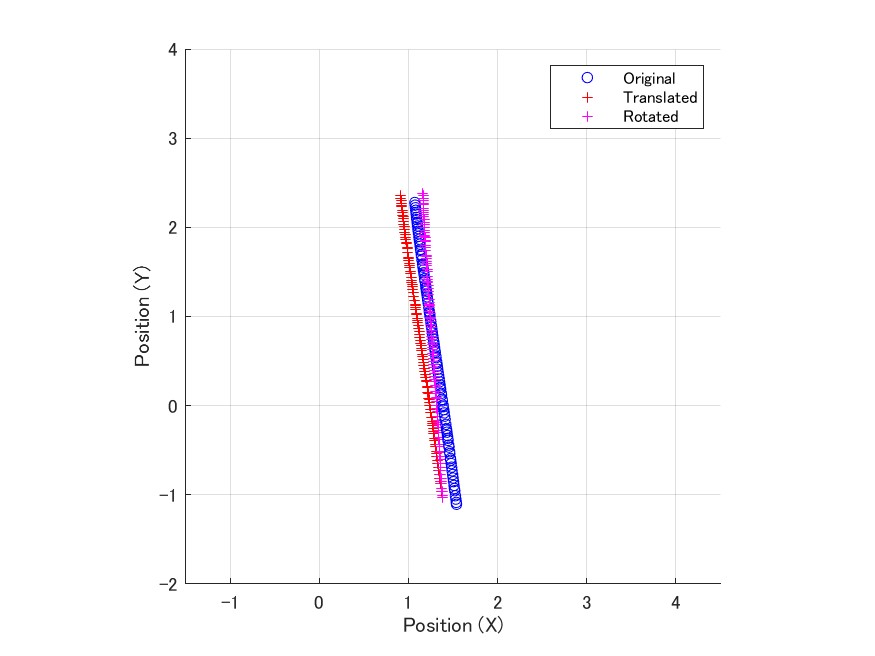 4
3
2
1
0
−1
−2
Position (Y)
Original
Translated
Rotated
−1 0 1 2 3 4
Position (X)